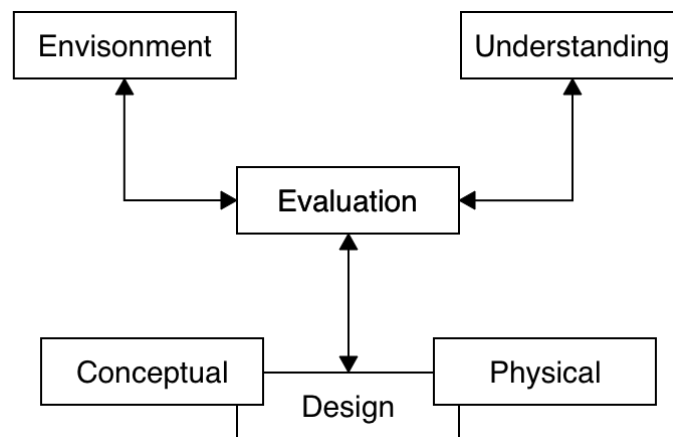 Envisonment
Understanding
Evaluation
Conceptual
Physical
Design